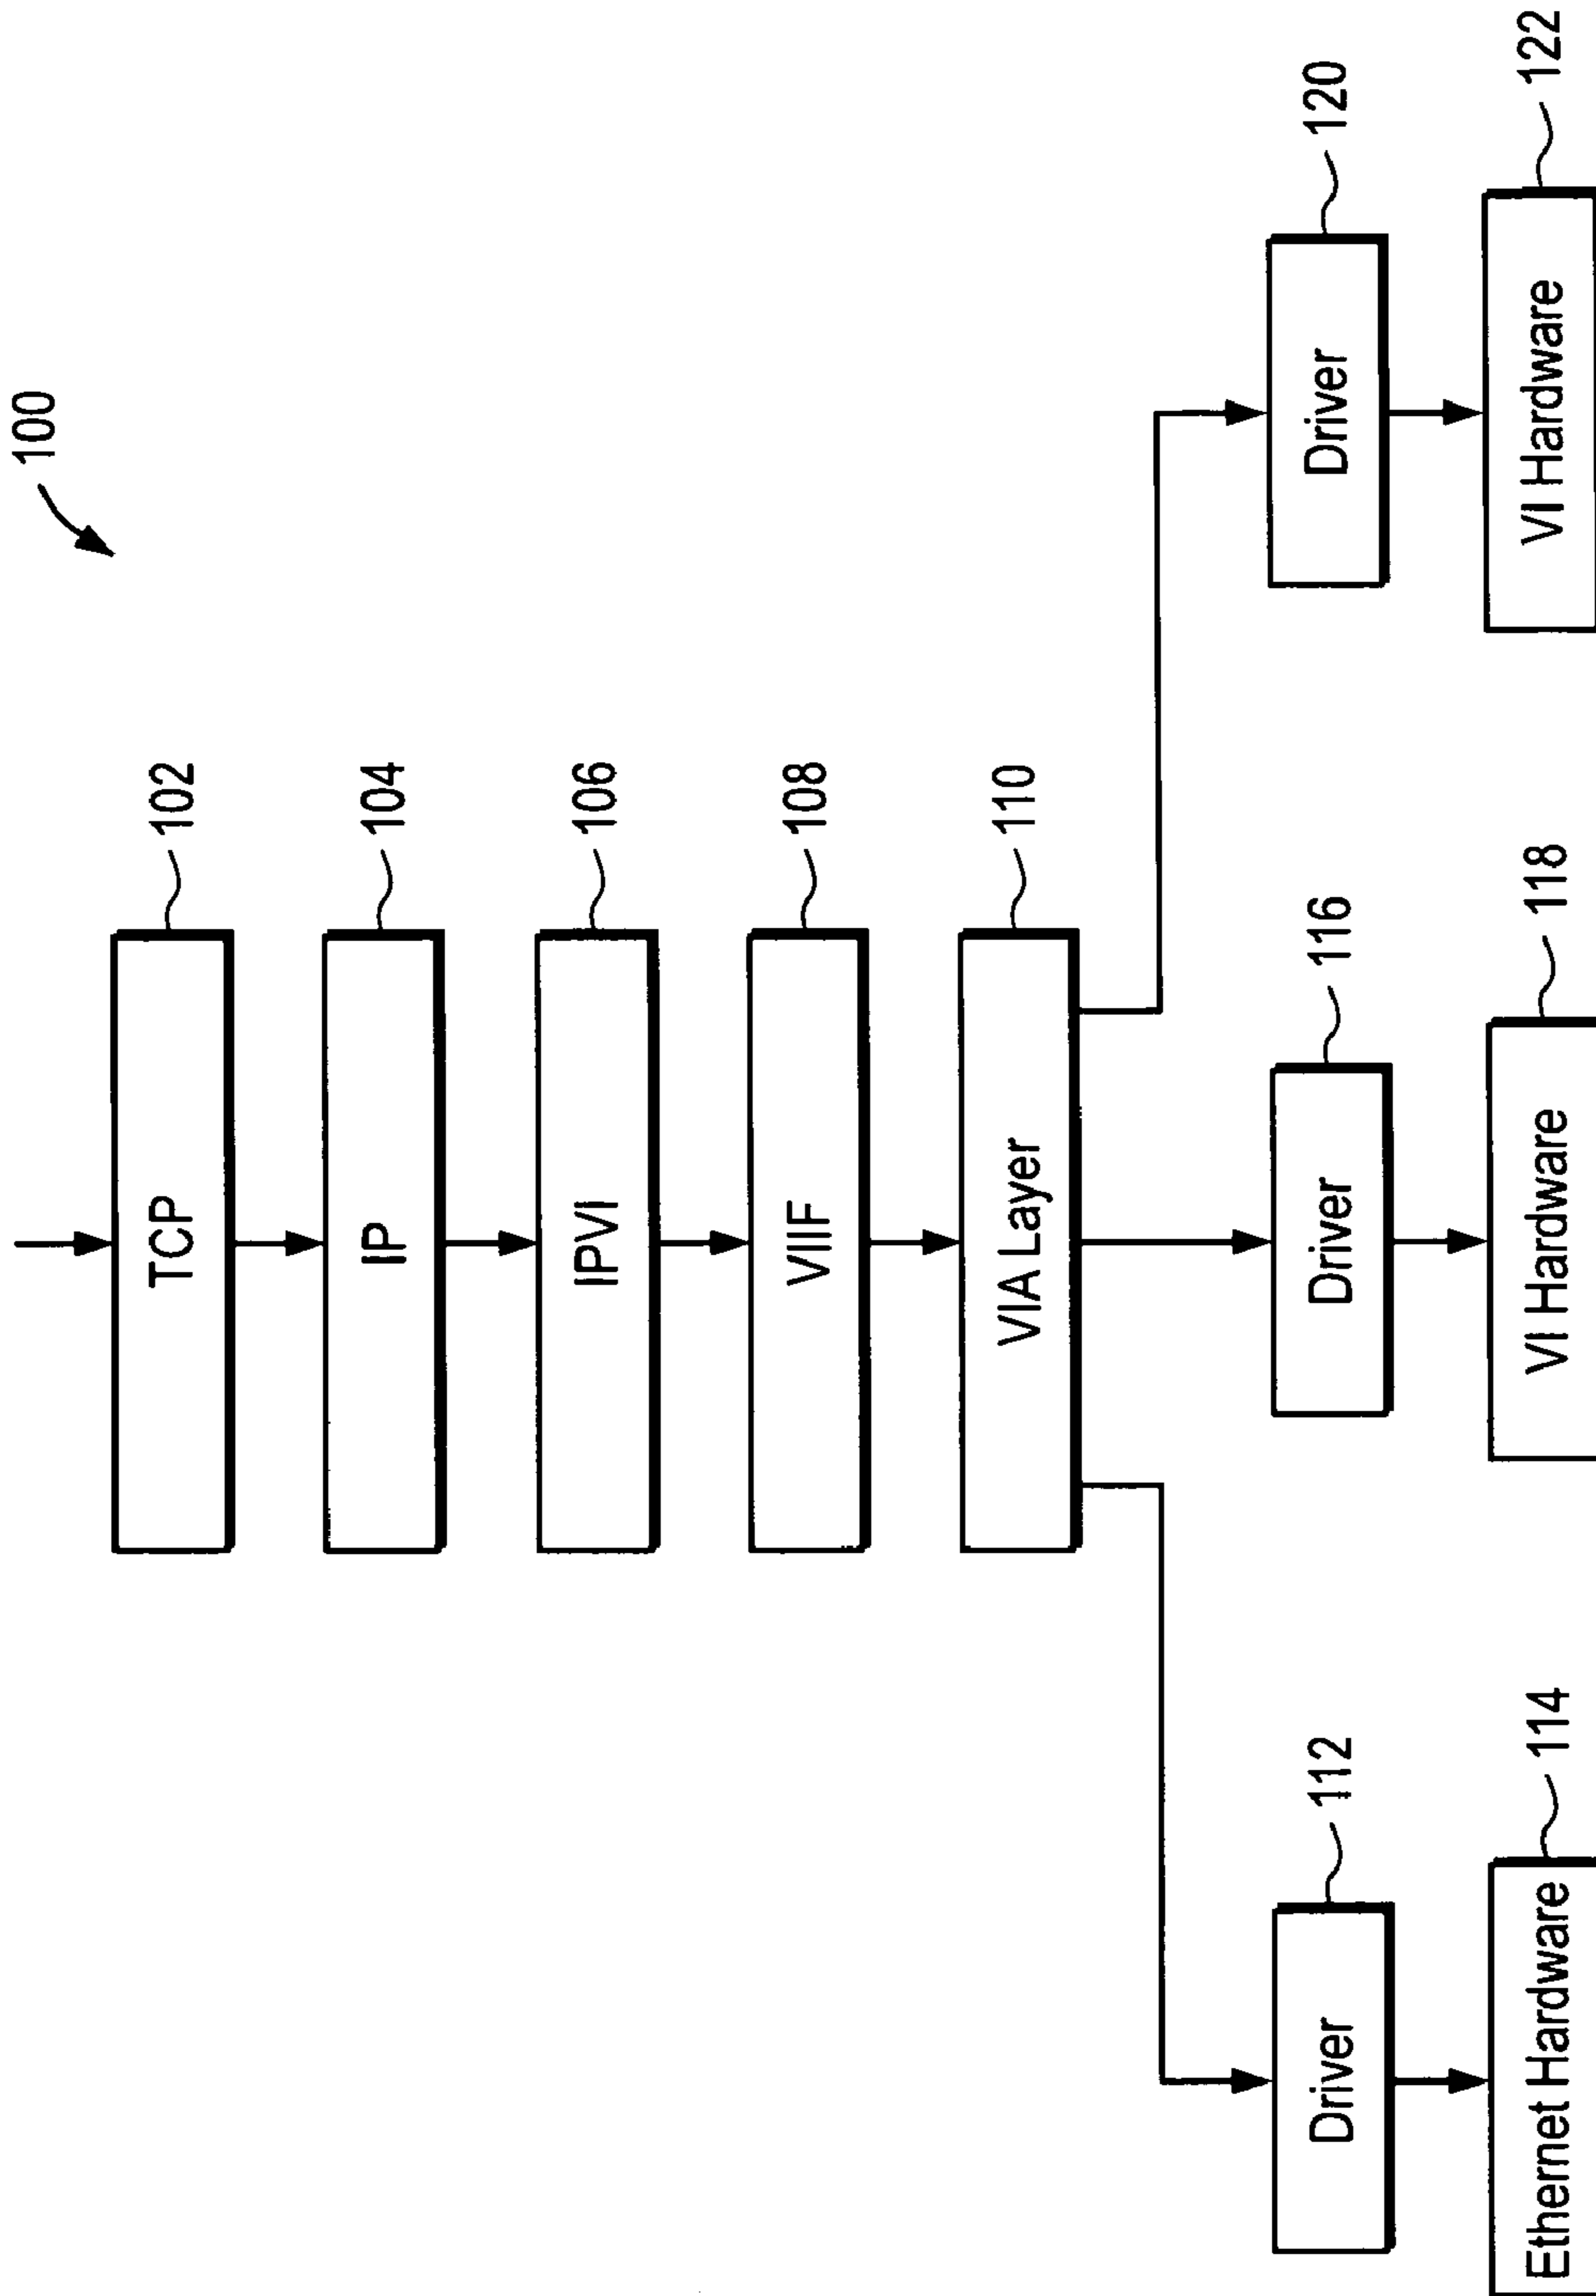 100
TCP 102
IP 104
IPVI 106
VIIF 108
VIA Layer 110
Driver 112
Driver 116
Driver 120
Ethernet Hardware 114
VI Hardware 118
VI Hardware 122